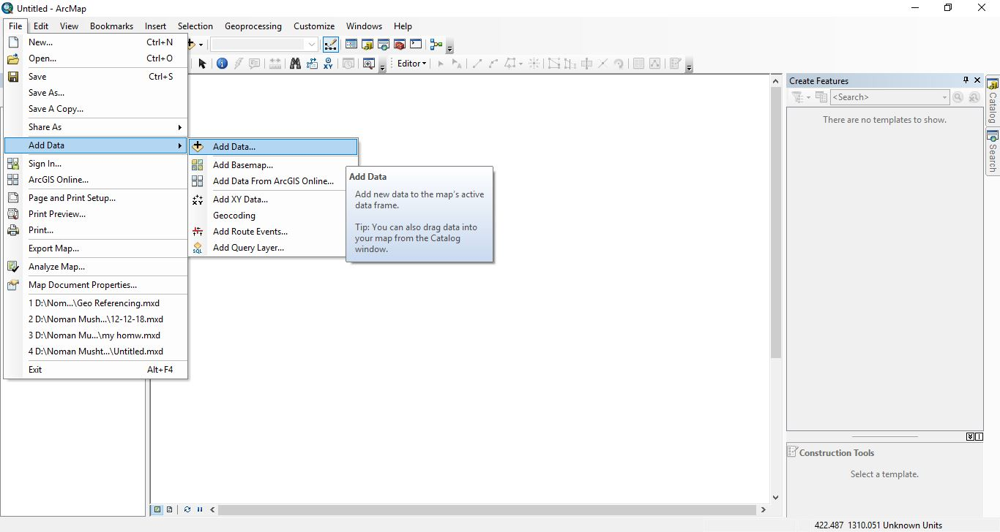 Untitled - ArcMap
File Edit View Bookmarks Insert Selection Geoprocessing Customize Windows Help
New... Ctrl+N
Open... Ctrl+O
Editor
Save Ctrl+S
Save As...
Save A Copy...
Share As
Add Data
Sign In...
ArcGIS Online...
Page and Print Setup...
Print Preview...
Print...
Export Map...
Analyze Map...
Map Document Properties...
1 D:\Nom...\Geo Referencing.mxd
2 D:\Noman Mush...\12-12-18.mxd
3 D:\Noman Mu...\my homw.mxd
4 D:\Noman Musht...\Untitled.mxd
Exit Alt+F4
Add Data...
Add Basemap...
Add Data From ArcGIS Online...
Add XY Data...
Geocoding
Add Route Events...
SQL Add Query Layer...
Add Data
Add new data to the map's active
data frame.
Tip: You can also drag data into
your map from the Catalog
window.
Create Features
<Search>
There are no templates to show.
Construction Tools
Select a template.
Catalog
Search
XY
422.487 1310.051 Unknown Units